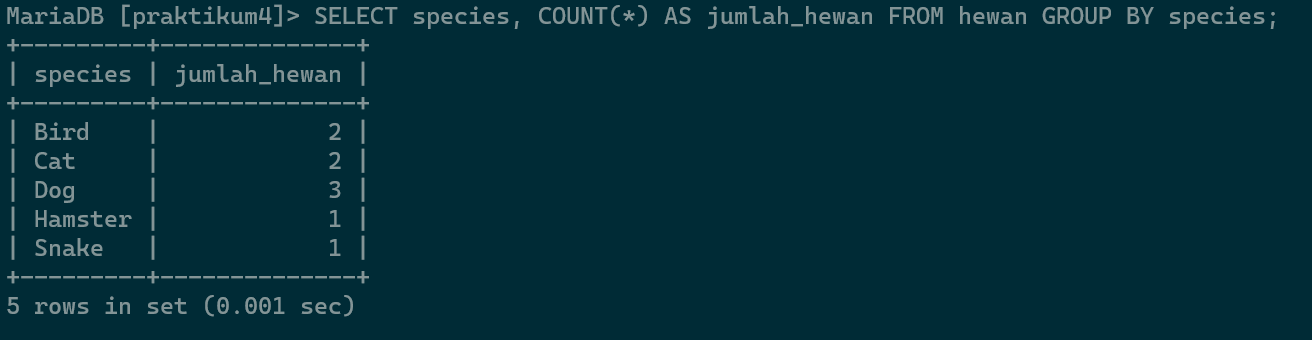 MariaDB [praktikum4]> SELECT species, COUNT(*) AS jumlah_hewan FROM hewan GROUP BY species;
+---------+--------------+
| species | jumlah_hewan |
+---------+--------------+
| Bird    |            2 |
| Cat     |            2 |
| Dog     |            3 |
| Hamster |            1 |
| Snake   |            1 |
+---------+--------------+
5 rows in set (0.001 sec)